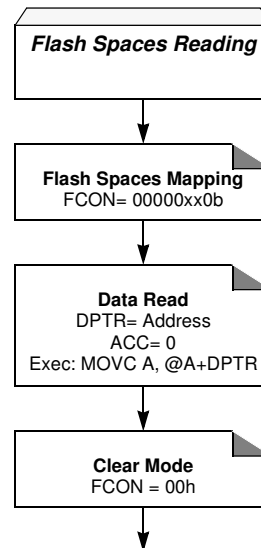 Flash Spaces Reading
Flash Spaces Mapping
FCON= 00000xx0b
Data Read
DPTR= Address
ACC= 0
Exec: MOVC A, @A+DPTR
Clear Mode
FCON = 00h